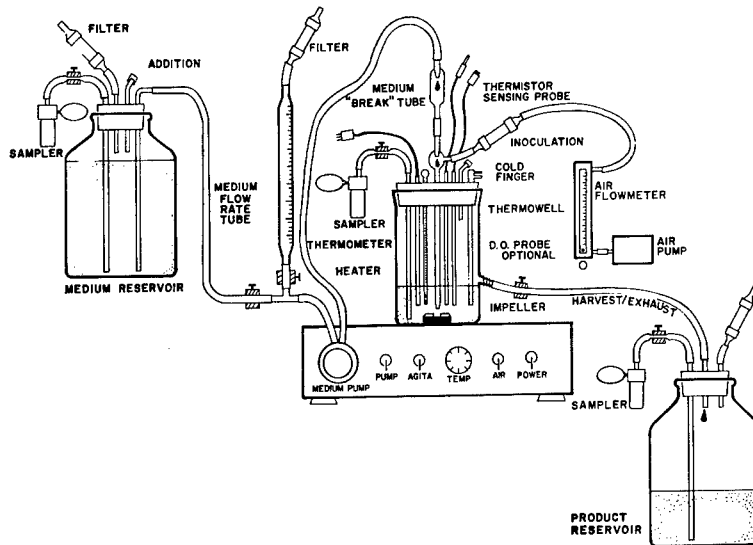 FILTER
ADDITION
SAMPLER
MEDIUM
FLOW
RATE
TUBE
MEDIUM RESERVOIR
FILTER
MEDIUM
"BREAK" TUBE
THERMISTOR
SENSING PROBE
INOCULATION
COLD
FINGER
AIR
FLOWMETER
SAMPLER
THERMOWELL
THERMOMETER
D.O. PROBE
OPTIONAL
AIR
PUMP
HEATER
IMPELLER
HARVEST/EXHAUST
MEDIUM PUMP
PUMP
AGITA
TEMP
AIR
POWER
SAMPLER
PRODUCT
RESERVOIR